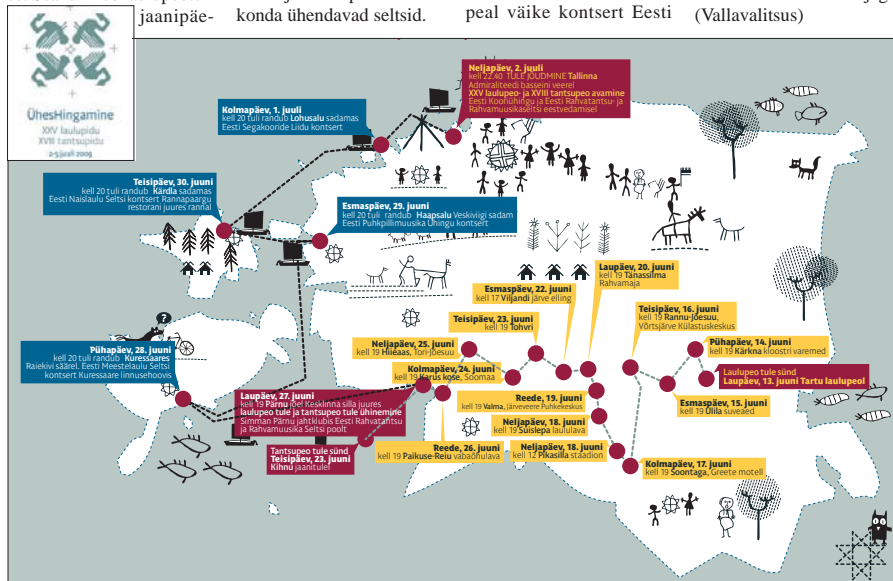 jaanipäe-
konda ühendavad seltsid.
peal väike kontsert Eesti
(Vallavalitsus)
ÜhesHingamine
XXV laulupidu
XVIII tantsupidu
2-5 juuli 2009
Neljapäev, 2. juuli
kell 22.40 TULE JÕUDMINE Tallinna
Admiraliteedi basseini veerel
XXV laulupeo- ja XVIII tantsupeo avamine
Eesti Kooriühingu ja Eesti Rahvatantsu- ja
Rahvamuusikaseltsi eestvedamisel
Kolmapäev, 1. juuli
kell 20 tuli randub Lohusalu sadamas
Eesti Segakooride Liidu kontsert
Teisipäev, 30. juuni
kell 20 tuli randub Kärdla sadamas
Eesti Naislaulu Seltsi kontsert Rannapaargu
restorani juures rannal
Esmaspäev, 29. juuni
kell 20 tuli randub Haapsalu Veskiviigi sadam
Eesti Puhkpillimuusika Ühingu kontsert
?
Pühapäev, 28. juuni
kell 20 tuli randub Kuressaares
Raiekivi säärel. Eesti Meestelaulu Seltsi
kontsert Kuressaare linnusehoovis
Laupäev, 20. juuni
kell 19 Tänassilma
Rahvamaja
Esmaspäev, 22. juuni
kell 17 Viljandi järve elling
Teisipäev, 23. juuni
kell 19 Tohvri
Teisipäev, 16. juuni
kell 19 Rannu-Jõesuu,
Võrtsjärve Külastuskeskus
Neljapäev, 25. juuni
kell 19 Hiieaas, Tori-Jõesuu
Kolmapäev, 24. juuni
kell 19 Karuskose, Soomaa
Pühapäev, 14. juuni
kell 19 Kärkna kloostri varemed
Laulupeo tule sünd
Laupäev, 13. juuni Tartu laulupeol
Laupäev, 27. juuni
kell 19 Pärnu jõel Kesklinna silla juures
laulupeo tule ja tantsupeo tule ühinemine
Simman Pärnu jahtklubis Eesti Rahvatantsu
ja Rahvamuusika Seltsi poolt
Reede, 19. juuni
kell 19 Valma, järveveere Puhkekeskus
Esmaspäev, 15. juuni
kell 19 Ulila suveaed
Neljapäev, 18. juuni
kell 19 Suislepa laululava
Tantsupeo tule sünd
Teisipäev, 23. juuni
Kihnu jaanitulel
Reede, 26. juuni
kell 19 Paikuse-Reiu vabaõhulava
Neljapäev, 18. juuni
kell 12 Pikasilla staadion
Kolmapäev, 17. juuni
kell 19 Soontaga, Greete motell